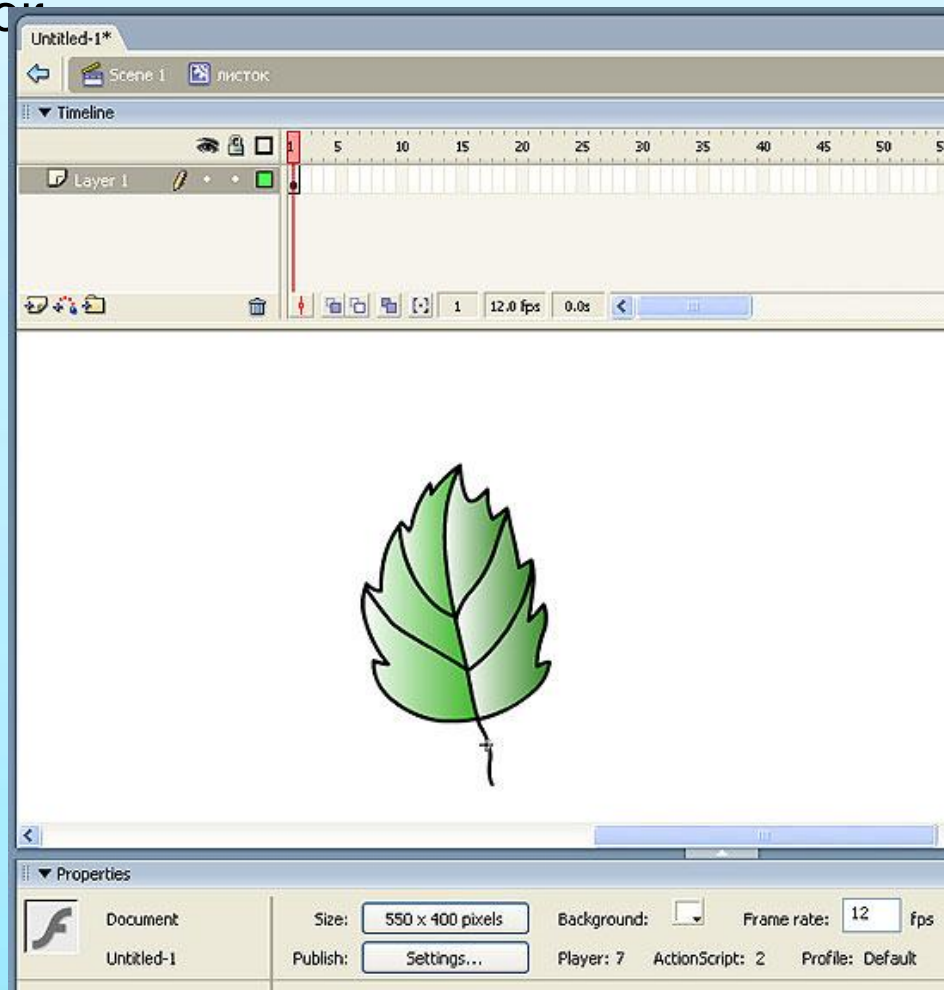 Untitled-1*
Scene 1 листок
Timeline
1 5 10 15 20 25 30 35 40 45 50
Layer 1
1 12.0 fps 0.0s
Properties
Document Size: 550 x 400 pixels Background: Frame rate: 12 fps
Untitled-1 Publish: Settings... Player: 7 ActionScript: 2 Profile: Default